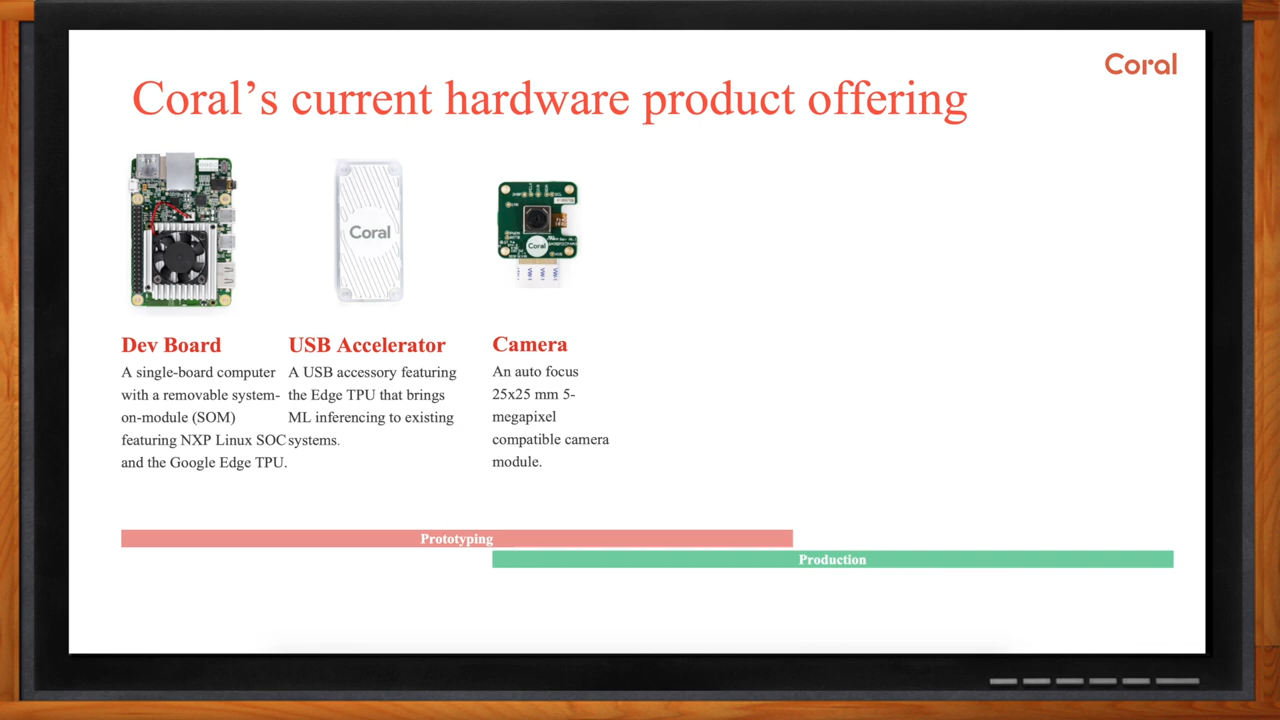 Coral
Coral's current hardware product offering
Coral
Coral
Dev Board
A single-board computer
with a removable system-
on-module (SOM)
featuring NXP Linux SOC
and the Google Edge TPU.
USB Accelerator
A USB accessory featuring
the Edge TPU that brings
ML inferencing to existing
systems.
Camera
An auto focus
25x25 mm 5-
megapixel
compatible camera
module.
Prototyping
Production